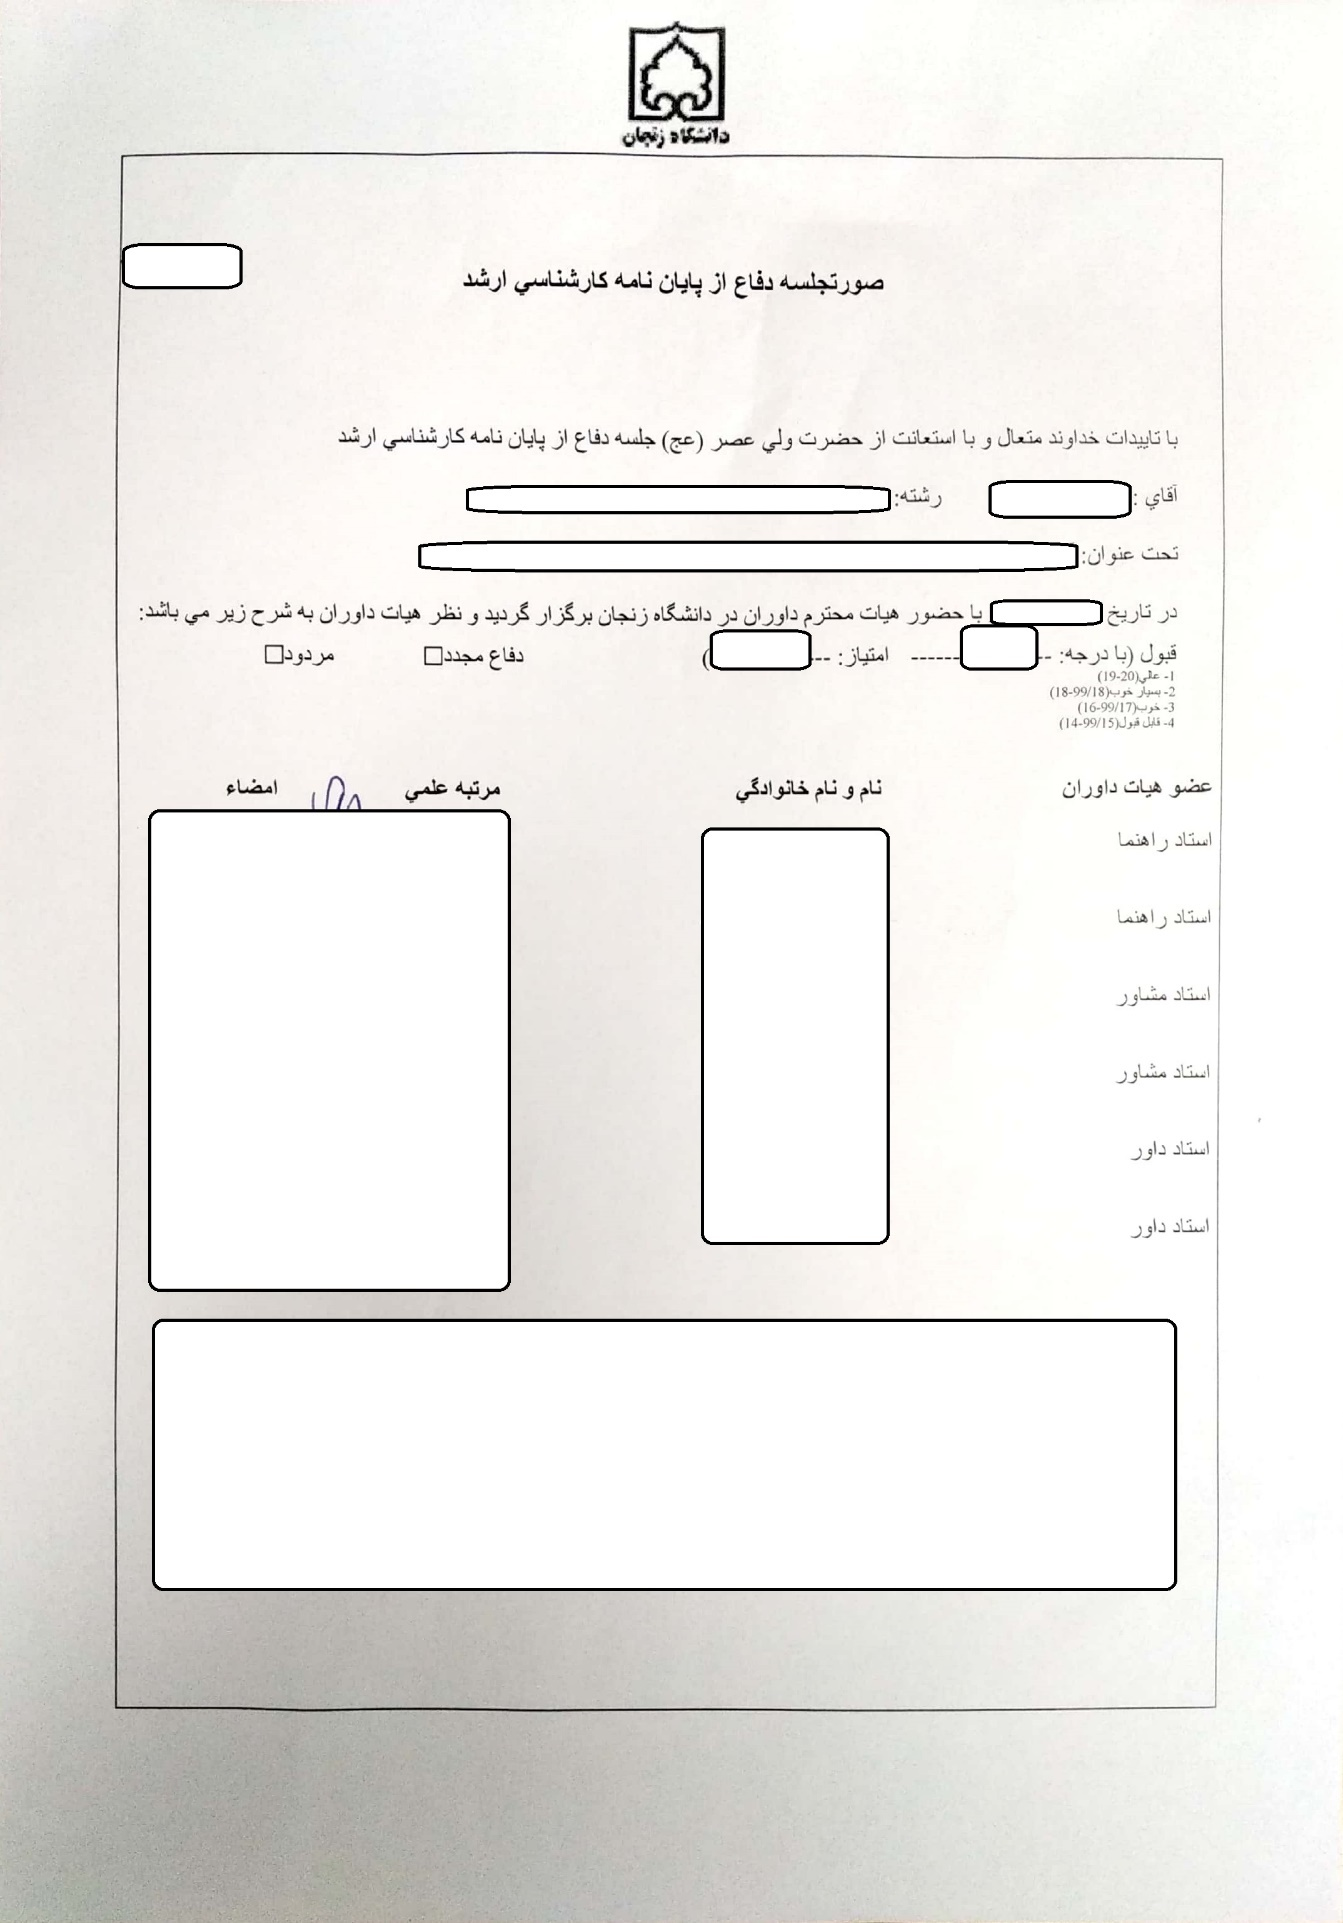 دانشگاه زنجان
صورتجلسه دفاع از پايان نامه كارشناسي ارشد
با تاييدات خداوند متعال و با استعانت از حضرت ولي عصر (عج) جلسه دفاع از پايان نامه كارشناسي ارشد
آقاي : رشته:
تحت عنوان:
در تاريخ با حضور هيات محترم داوران در دانشگاه زنجان برگزار گرديد و نظر هيات داوران به شرح زير مي باشد:
قبول (با درجه: -------- امتياز: ---) دفاع مجدد□ مردود□
1- عالي(20-19)
2- بسيار خوب(99/18-18)
3- خوب(99/17-16)
4- قابل قبول(99/15-14)
عضو هيات داوران نام و نام خانوادگي مرتبه علمي امضاء
استاد راهنما
استاد راهنما
استاد مشاور
استاد مشاور
استاد داور
استاد داور